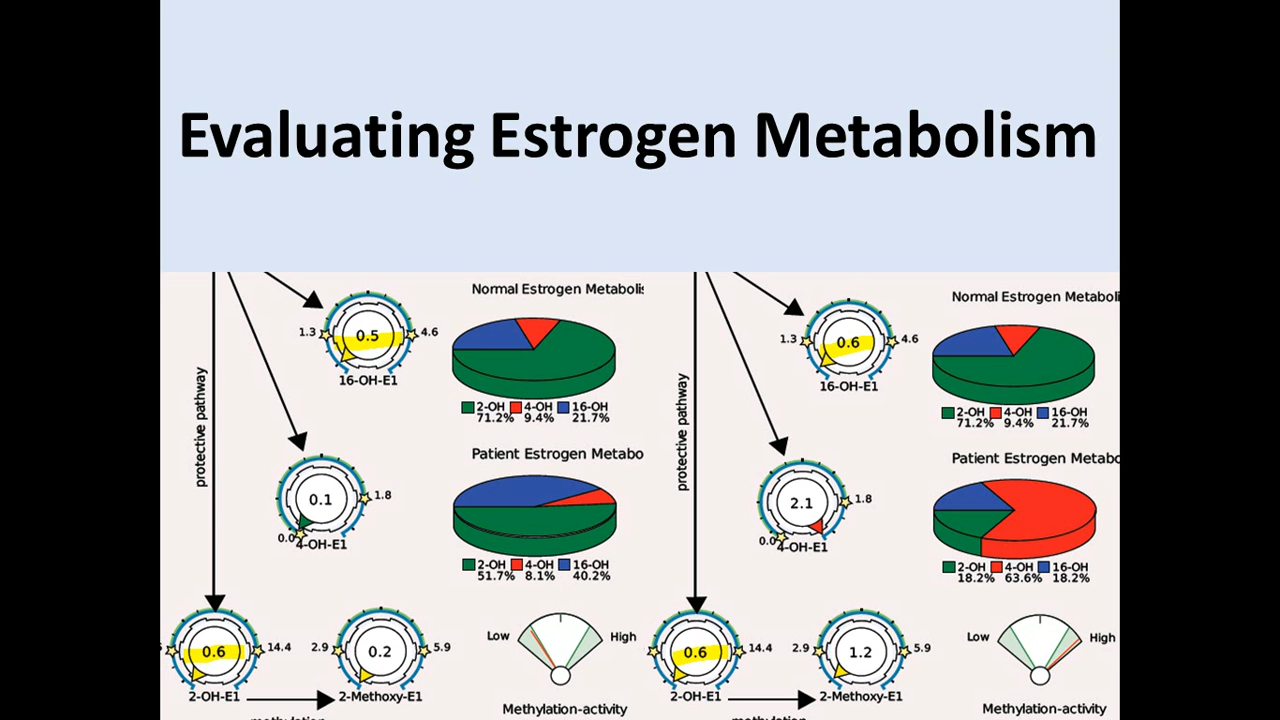 Evaluating Estrogen Metabolism
Normal Estrogen Metaboli
1.3
0.5
4.6
16-OH-E1
2-OH 4-OH 16-OH
71.2% 9.4% 21.7%
protective pathway
Patient Estrogen Metabo
0.1
1.8
0.0
4-OH-E1
2-OH 4-OH 16-OH
51.7% 8.1% 40.2%
0.6
14.4
2-OH-E1
2.9
0.2
5.9
2-Methoxy-E1
Low
High
Methylation-activity
Normal Estrogen Metaboli
1.3
0.6
4.6
16-OH-E1
2-OH 4-OH 16-OH
71.2% 9.4% 21.7%
protective pathway
Patient Estrogen Metabo
2.1
1.8
0.0
4-OH-E1
2-OH 4-OH 16-OH
18.2% 63.6% 18.2%
0.6
14.4
2-OH-E1
2.9
1.2
5.9
2-Methoxy-E1
Low
High
Methylation-activity